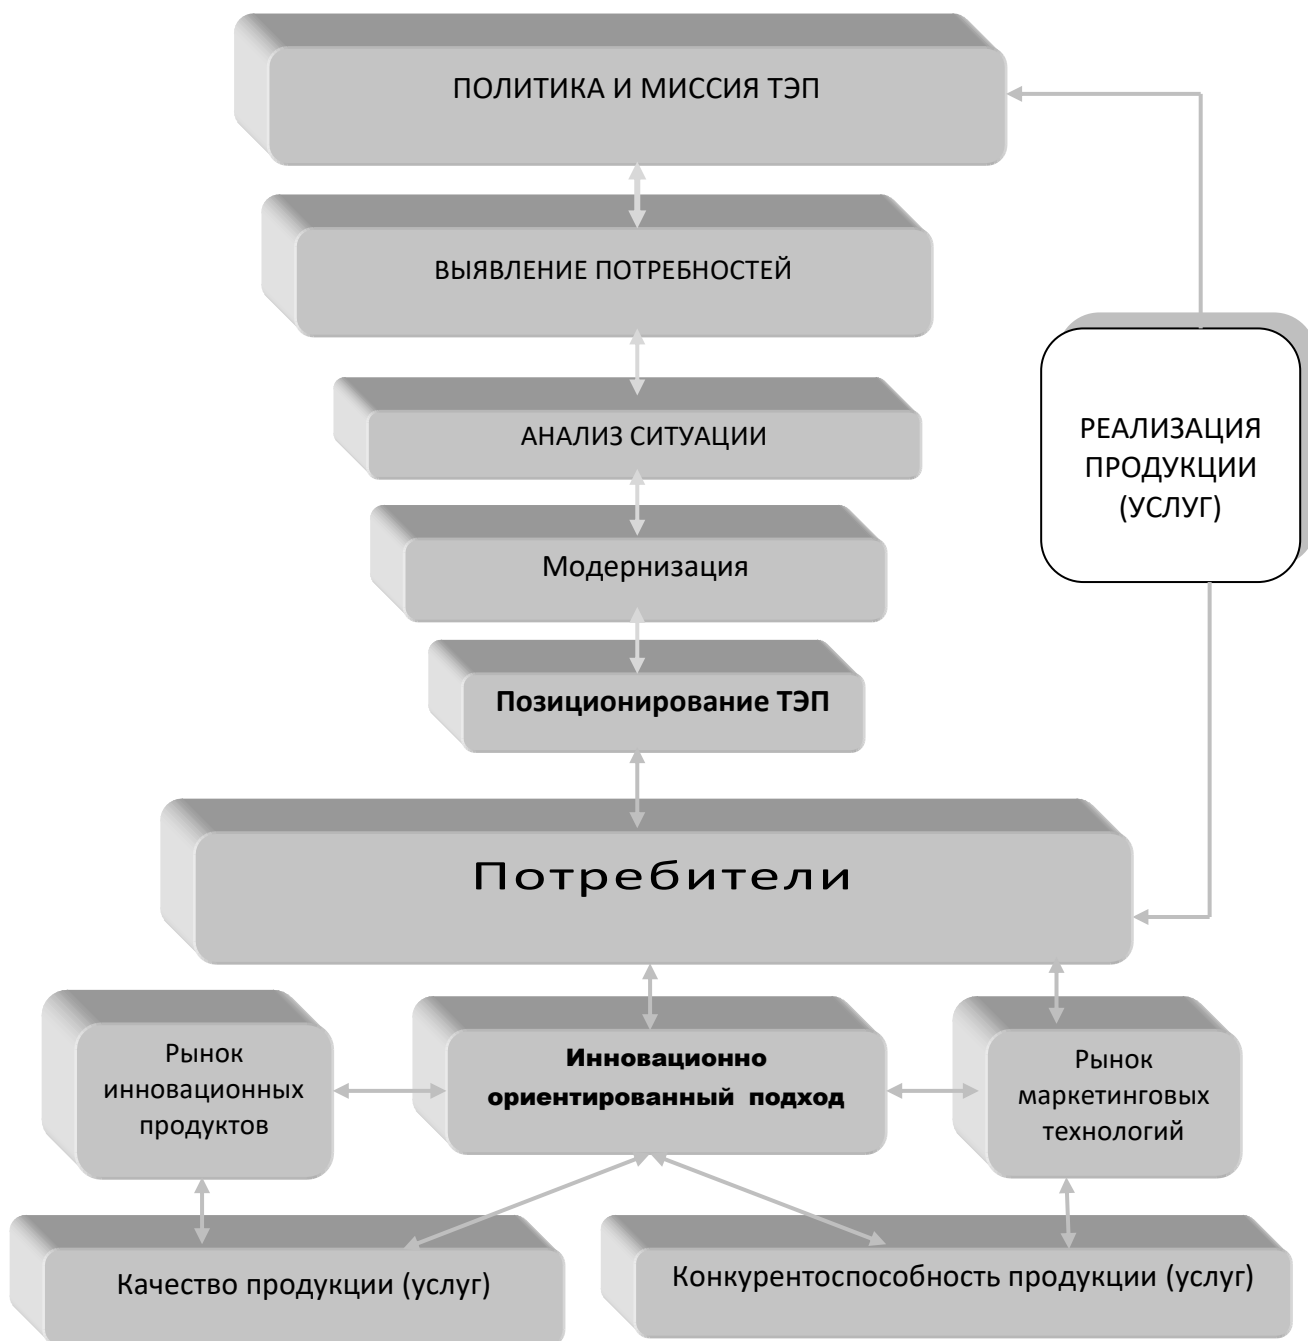 ПОЛИТИКА И МИССИЯ ТЭП
ВЫЯВЛЕНИЕ ПОТРЕБНОСТЕЙ
АНАЛИЗ СИТУАЦИИ
РЕАЛИЗАЦИЯ
ПРОДУКЦИИ
(УСЛУГ)
Модернизация
Позиционирование ТЭП
Потребители
Рынок
инновационных
продуктов
Инновационно
ориентированный подход
Рынок
маркетинговых
технологий
Качество продукции (услуг)
Конкурентоспособность продукции (услуг)